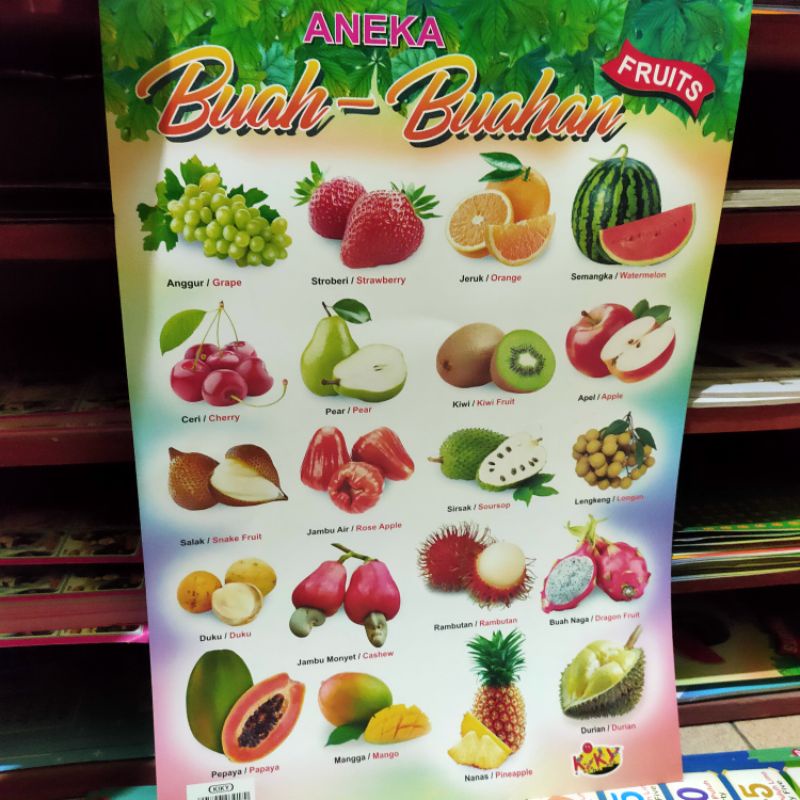 ANEKA
Buah - Buahan
FRUITS
Anggur / Grape
Stroberi / Strawberry
Jeruk / Orange
Semangka / Watermelon
Ceri / Cherry
Pear / Pear
Kiwi / Kiwi Fruit
Apel / Apple
Salak / Snake Fruit
Jambu Air / Rose Apple
Sirsak / Soursop
Lengkeng / Longan
Duku / Duku
Jambu Monyet / Cashew
Rambutan / Rambutan
Buah Naga / Dragon Fruit
Pepaya / Papaya
Mangga / Mango
Nanas / Pineapple
Durian / Durian
KIKY
KIKY
5